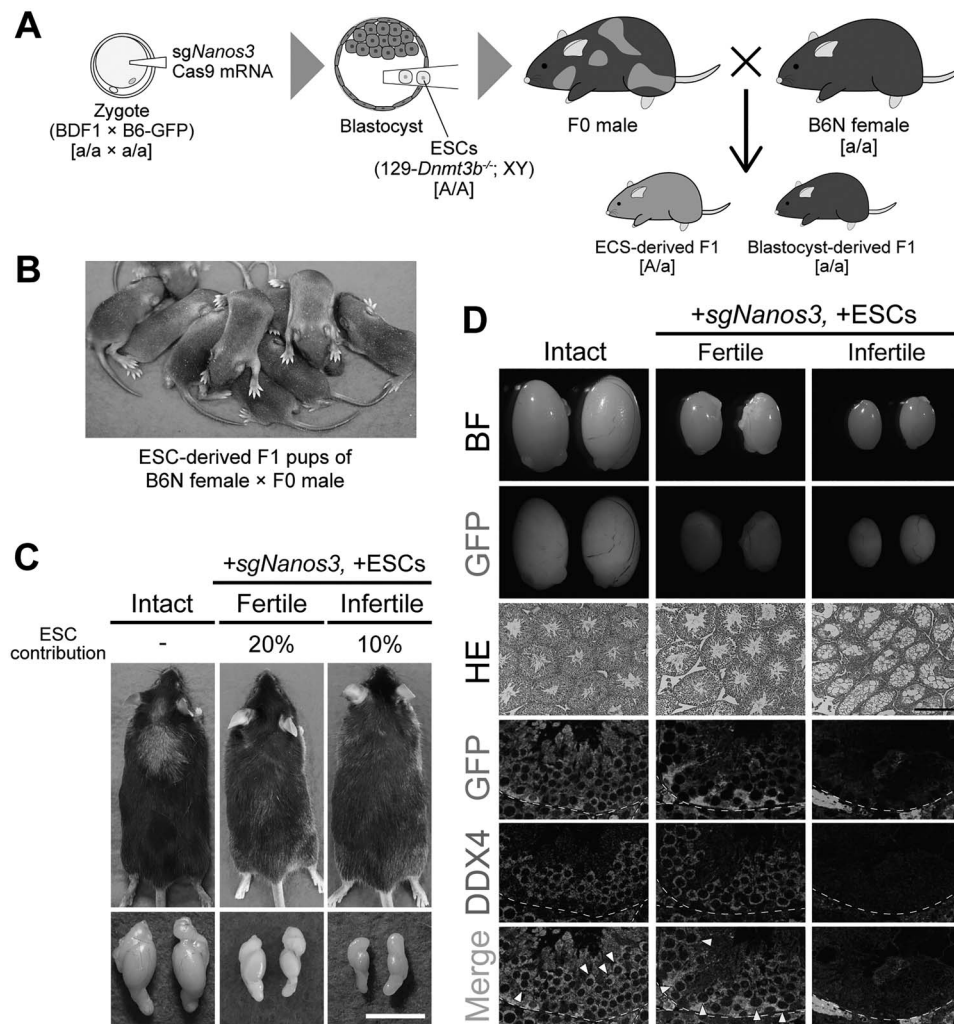 A
sgNanos3
Cas9 mRNA
Zygote
(BDF1 × B6-GFP)
[a/a × a/a]
Blastocyst
ESCs
(129-Dnmt3b-/-; XY)
[A/A]
F0 male
×
B6N female
[a/a]
ECS-derived F1
[A/a]
Blastocyst-derived F1
[a/a]
B
ESC-derived F1 pups of
B6N female × F0 male
C
+sgNanos3, +ESCs
Intact
Fertile
Infertile
ESC
contribution
-
20%
10%
D
+sgNanos3, +ESCs
Intact
Fertile
Infertile
BF
GFP
HE
GFP
DDX4
Merge